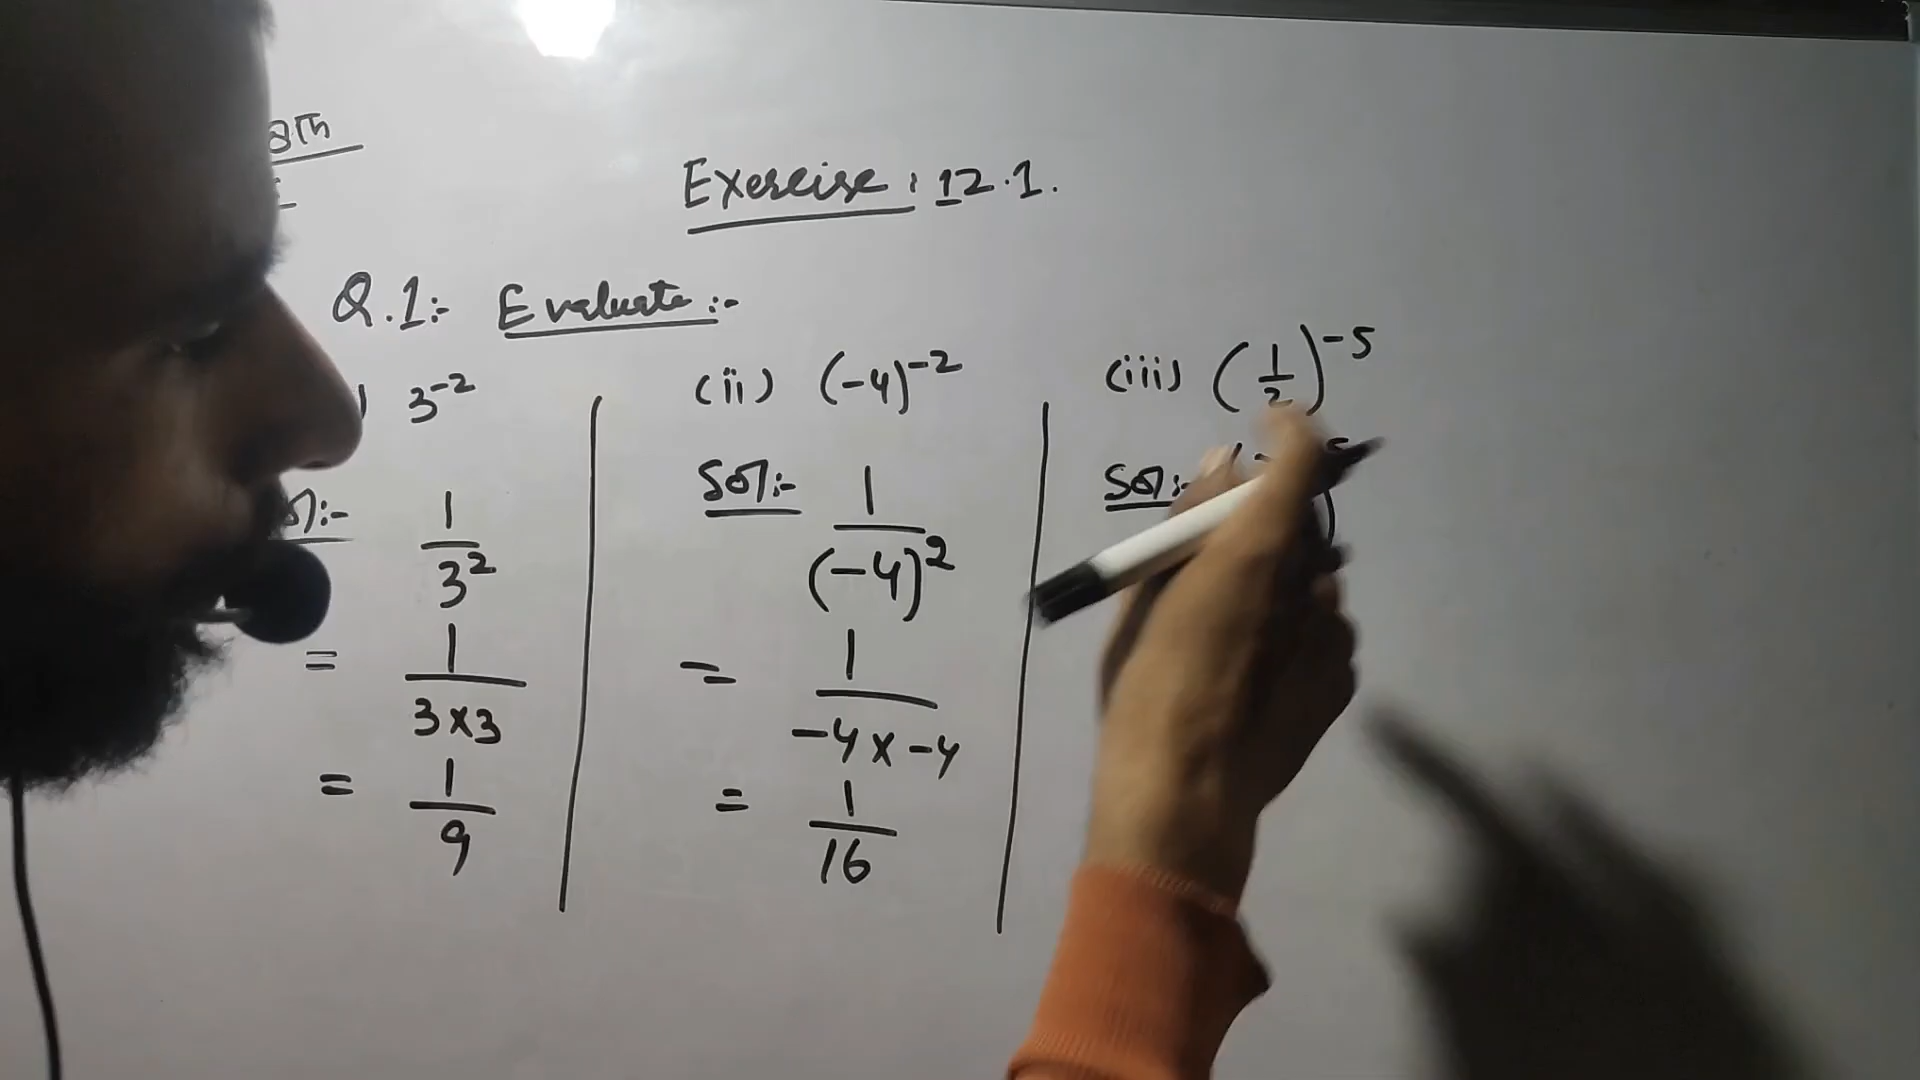 8th
Exercise: 12.1.
Q.1:- Evaluate:-
) 3⁻²
1/3²
= 1/(3×3)
= 1/9
(ii) (-4)⁻²
Sol:- 1/(-4)²
= 1/(-4×-4)
= 1/16
(iii) (1/2)⁻⁵
Sol:-